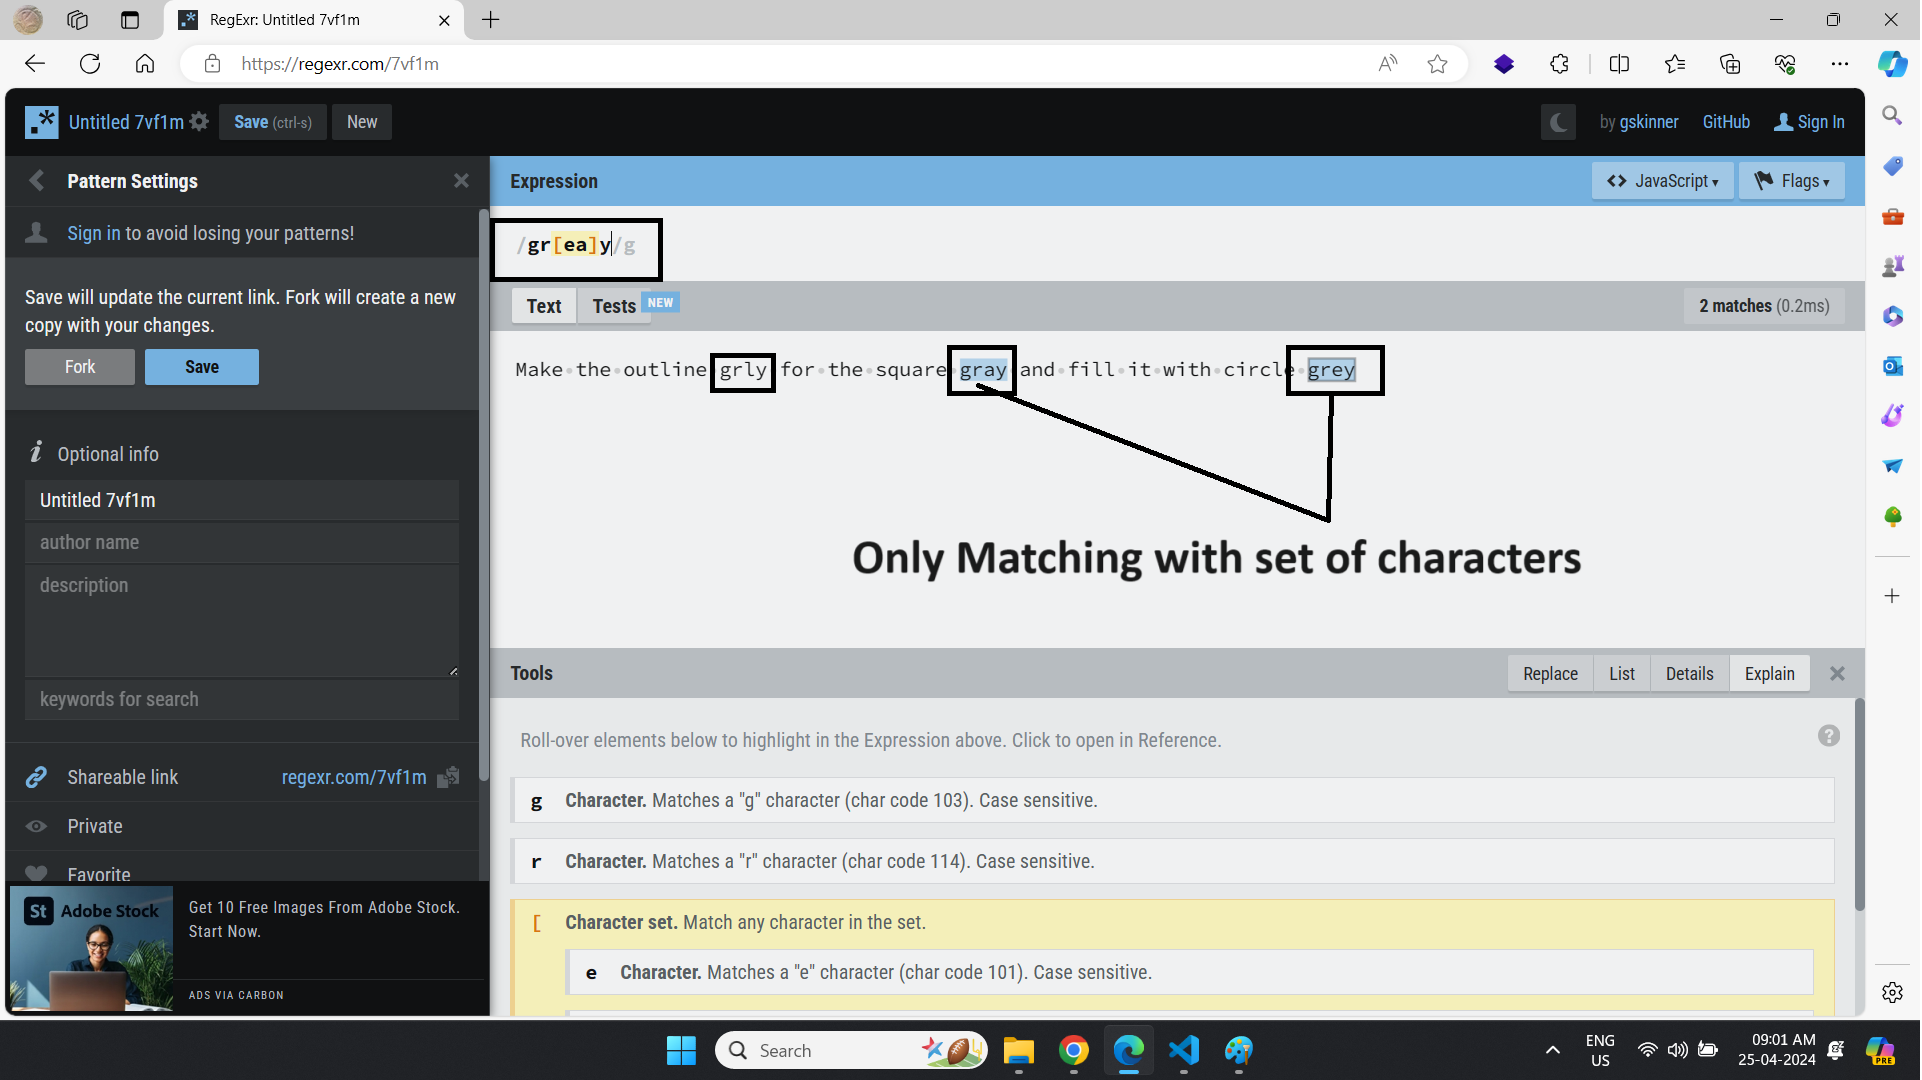 RegExr: Untitled 7vf1m
https://regexr.com/7vf1m
Untitled 7vf1m
Save (ctrl-s)
New
by gskinner
GitHub
Sign In
Pattern Settings
Sign in to avoid losing your patterns!
Save will update the current link. Fork will create a new
copy with your changes.
Fork
Save
Optional info
Untitled 7vf1m
author name
description
keywords for search
Shareable link
regexr.com/7vf1m
Private
Favorite
St Adobe Stock
Get 10 Free Images From Adobe Stock.
Start Now.
ADS VIA CARBON
Expression
<> JavaScript
Flags
/gr[ea]y/g
Text
Tests
NEW
2 matches (0.2ms)
Make the outline grly for the square gray and fill it with circle grey
Only Matching with set of characters
Tools
Replace
List
Details
Explain
Roll-over elements below to highlight in the Expression above. Click to open in Reference.
g Character. Matches a "g" character (char code 103). Case sensitive.
r Character. Matches a "r" character (char code 114). Case sensitive.
[ Character set. Match any character in the set.
e Character. Matches a "e" character (char code 101). Case sensitive.
Search
ENG
US
09:01 AM
25-04-2024
PRE